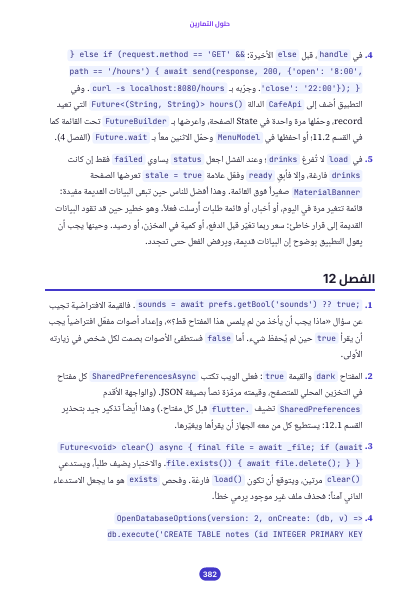 حلول التمارين
4. في handle، قبل else الأخيرة: } else if (request.method == 'GET' &&
path == '/hours') { await send(response, 200, {'open': '8:00',
'close': '22:00'}); }. وجرّبه بـ curl -s localhost:8080/hours. وفي
التطبيق أضف إلى CafeApi الدالة Future<(String, String)> hours() التي تعيد
record، وحمّلها مرة واحدة في State الصفحة، واعرضها بـ FutureBuilder تحت القائمة كما
في القسم 11.2؛ أو احفظها في MenuModel وحمّل الاثنين معاً بـ Future.wait (الفصل 4).
5. في load لا تُفرغ drinks؛ وعند الفشل اجعل status يساوي failed فقط إن كانت
drinks فارغة، وإلا فأبقِ ready وفعّل علامة stale = true تعرضها الصفحة
MaterialBanner صغيراً فوق القائمة. وهذا أفضل للناس حين تبقى البيانات القديمة مفيدة:
قائمة تتغير مرة في اليوم، أو أخبار، أو قائمة طلبات أُرسلت فعلاً. وهو خطير حين قد تقود البيانات
القديمة إلى قرار خاطئ: سعر ربما تغيّر قبل الدفع، أو كمية في المخزن، أو رصيد. وحينها يجب أن
يقول التطبيق بوضوح إن البيانات قديمة، ويرفض الفعل حتى تتجدد.
الفصل 12
1. sounds = await prefs.getBool('sounds') ?? true;. فالقيمة الافتراضية تجيب
عن سؤال «ماذا يجب أن يأخذ من لم يلمس هذا المفتاح قط؟»، وإعداد أصوات مفعّل افتراضياً يجب
أن يقرأ true حين لم يُحفظ شيء. أما false فستطفئ الأصوات بصمت لكل شخص في زيارته
الأولى.
2. المفتاح dark والقيمة true: فعلى الويب تكتب SharedPreferencesAsync كل مفتاح
في التخزين المحلي للمتصفح، وقيمته مرمّزة نصاً بصيغة JSON. (والواجهة الأقدم
SharedPreferences تضيف flutter. قبل كل مفتاح.) وهذا أيضاً تذكير جيد بتحذير
القسم 12.1: يستطيع كل من معه الجهاز أن يقرأها ويغيّرها.
3. Future<void> clear() async { final file = await _file; if (await
file.exists()) { await file.delete(); } }. والاختبار يضيف طلباً، ويستدعي
clear() مرتين، ويتوقع أن تكون load() فارغة. وفحص exists هو ما يجعل الاستدعاء
الثاني آمناً: فحذف ملف غير موجود يرمي خطأ.
4. OpenDatabaseOptions(version: 2, onCreate: (db, v) =>
db.execute('CREATE TABLE notes (id INTEGER PRIMARY KEY
382